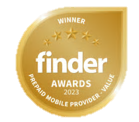 WINNER
finder
AWARDS
2023
PREPAID MOBILE PROVIDER - VALUE